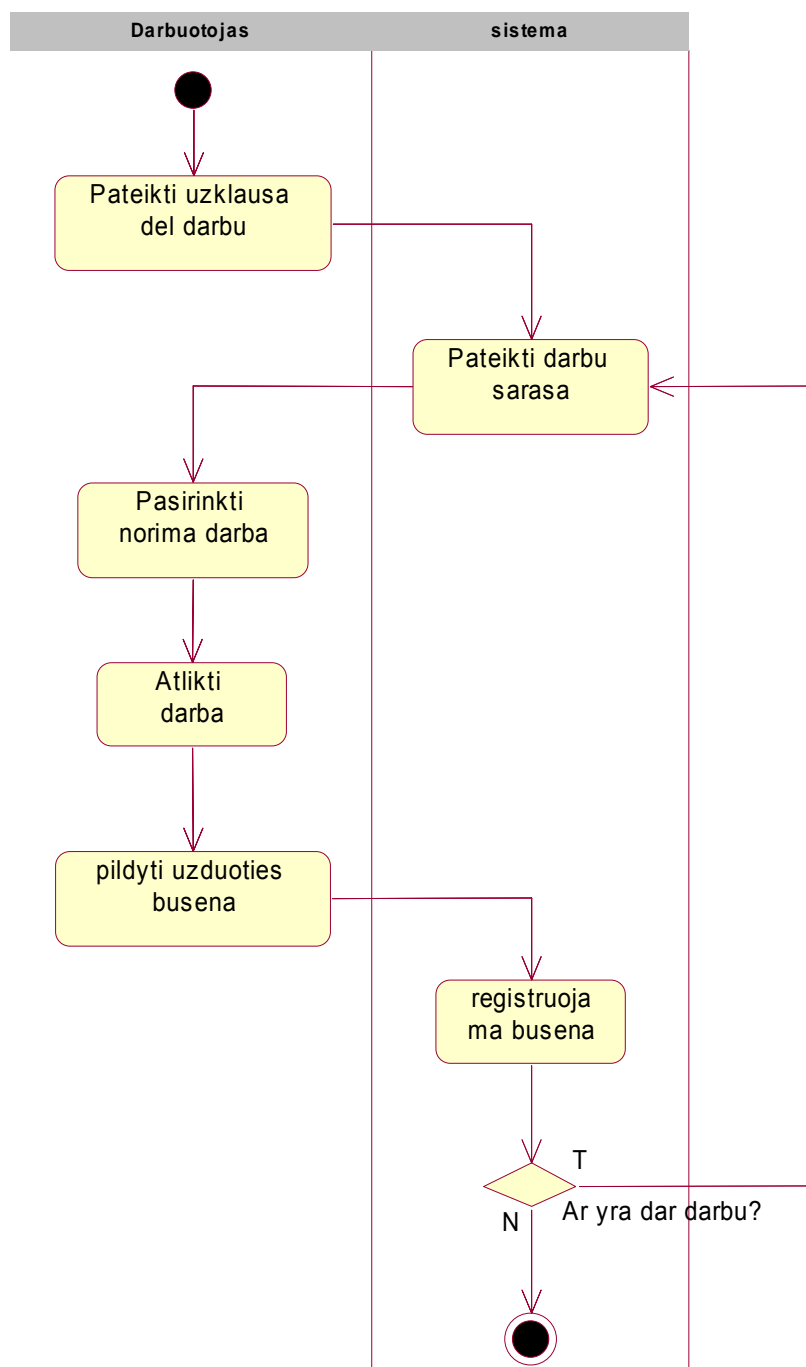 Darbuotojas
sistema
Pateikti uzklausa
del darbu
Pateikti darbu
sarasa
Pasirinkti
norima darba
Atlikti
darba
pildyti uzduoties
busena
registruoja
ma busena
T
Ar yra dar darbu?
N